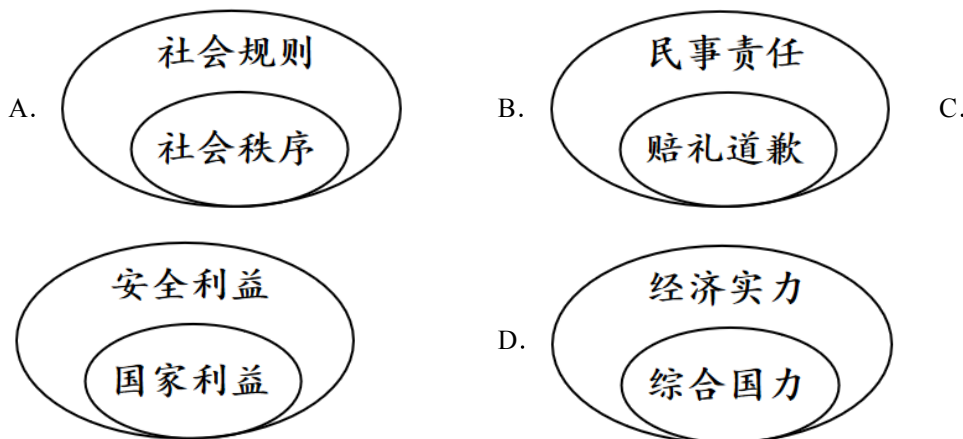 社会规则
民事责任
A.
B.
C.
社会秩序
赔礼道歉
安全利益
经济实力
D.
国家利益
综合国力